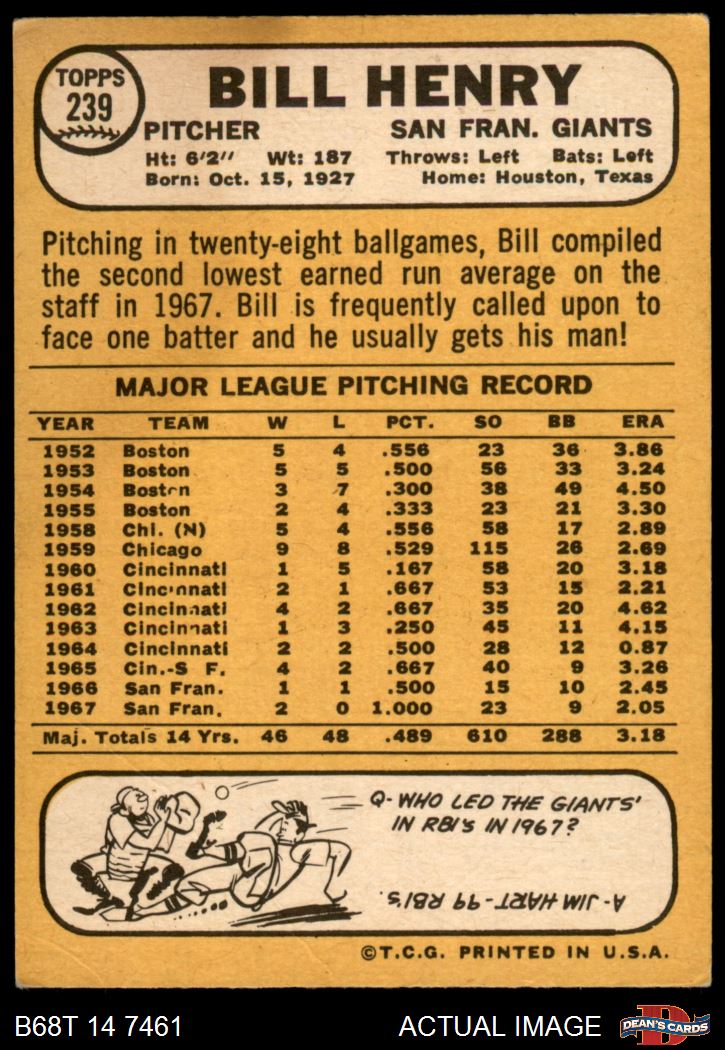 TOPPS
239
BILL HENRY
PITCHER SAN FRAN. GIANTS
Ht: 6'2" Wt: 187 Throws: Left Bats: Left
Born: Oct. 15, 1927 Home: Houston, Texas
Pitching in twenty-eight ballgames, Bill compiled
the second lowest earned run average on the
staff in 1967. Bill is frequently called upon to
face one batter and he usually gets his man!
MAJOR LEAGUE PITCHING RECORD
YEAR TEAM W L PCT. SO BB ERA
1952 Boston 5 4 .556 23 36 3.86
1953 Boston 5 5 .500 56 33 3.24
1954 Boston 3 7 .300 38 49 4.50
1955 Boston 2 4 .333 23 21 3.30
1958 Chi. (N) 5 4 .556 58 17 2.89
1959 Chicago 9 8 .529 115 26 2.69
1960 Cincinnati 1 5 .167 58 20 3.18
1961 Cincinnati 2 1 .667 53 15 2.21
1962 Cincinnati 4 2 .667 35 20 4.62
1963 Cincinnati 1 3 .250 45 11 4.15
1964 Cincinnati 2 2 .500 28 12 0.87
1965 Cin.-S F. 4 2 .667 40 9 3.26
1966 San Fran. 1 1 .500 15 10 2.45
1967 San Fran. 2 0 1.000 23 9 2.05
Maj. Totals 14 Yrs. 46 48 .489 610 288 3.18
Q- WHO LED THE GIANTS'
IN RBI's IN 1967?
A- JIM HART- 99 RBI's.
©T.C.G. PRINTED IN U.S.A.
B68T 14 7461 ACTUAL IMAGE DEAN'S CARDS